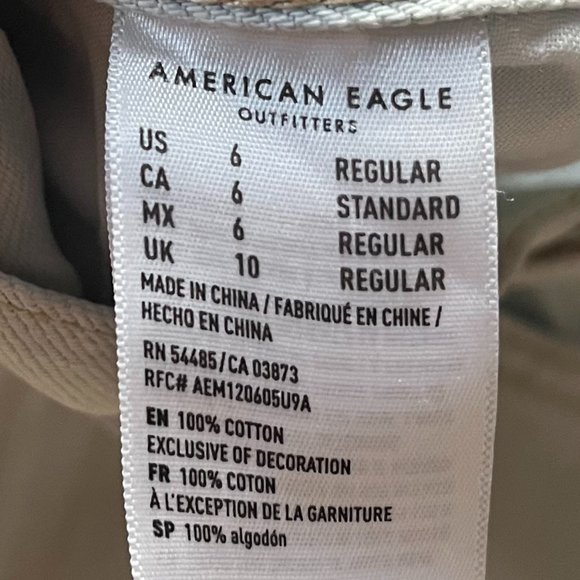 AMERICAN EAGLE
OUTFITTERS
US 6 REGULAR
CA 6 STANDARD
MX 6 REGULAR
UK 10 REGULAR
MADE IN CHINA / FABRIQUÉ EN CHINE /
HECHO EN CHINA
RN 54485/CA 03873
RFC# AEM120605U9A
EN 100% COTTON
EXCLUSIVE OF DECORATION
FR 100% COTON
À L'EXCEPTION DE LA GARNITURE
SP 100% algodón